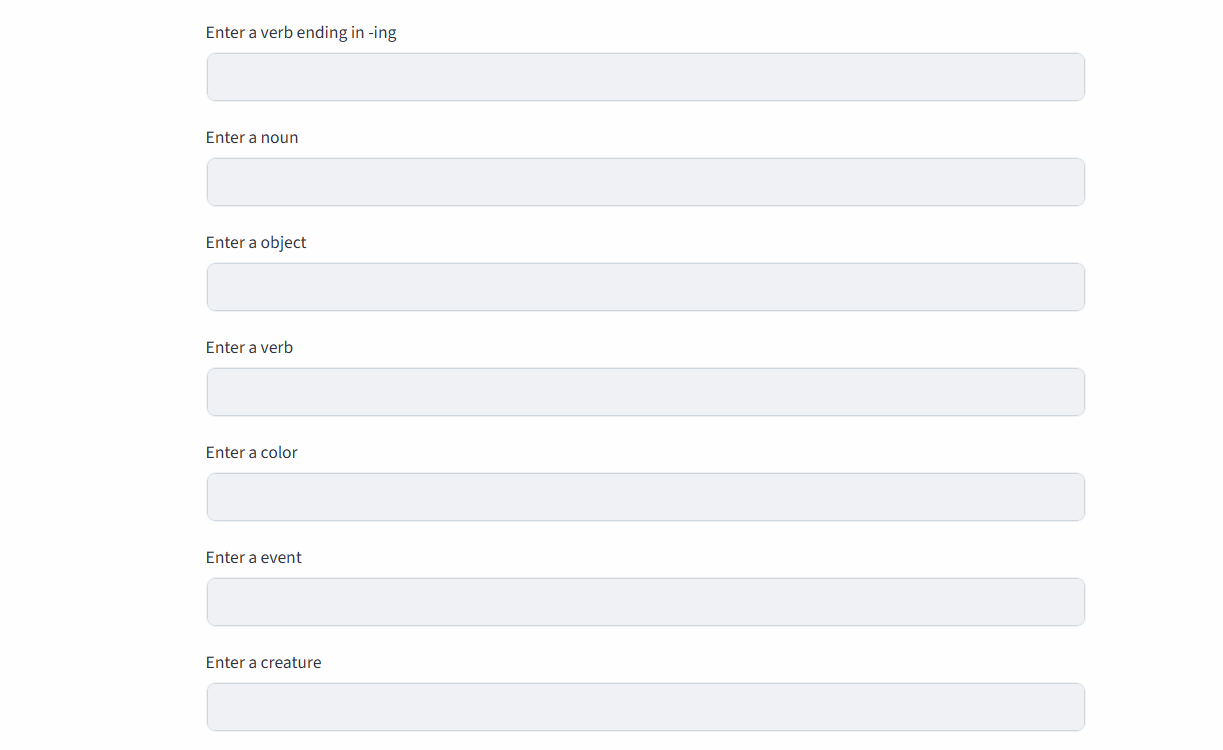 Enter a verb ending in -ing
Enter a noun
Enter a object
Enter a verb
Enter a color
Enter a event
Enter a creature